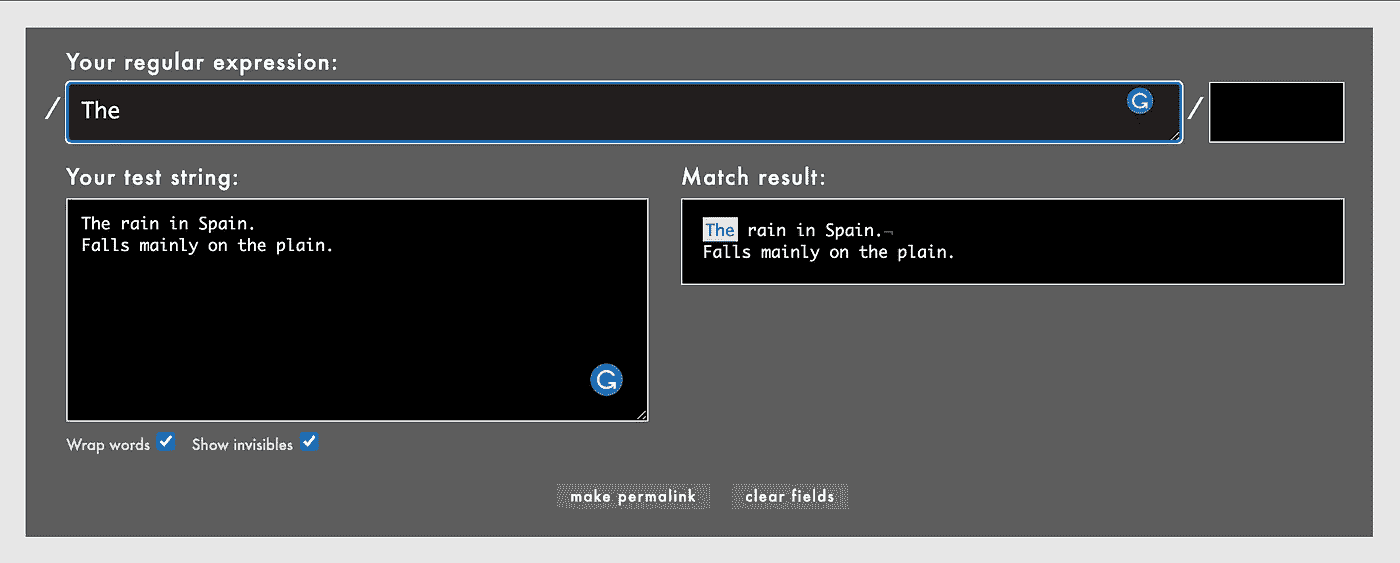 Your regular expression:
/ The /
Your test string:
The rain in Spain.
Falls mainly on the plain.
Wrap words Show invisibles
Match result:
The rain in Spain.¬
Falls mainly on the plain.
make permalink clear fields